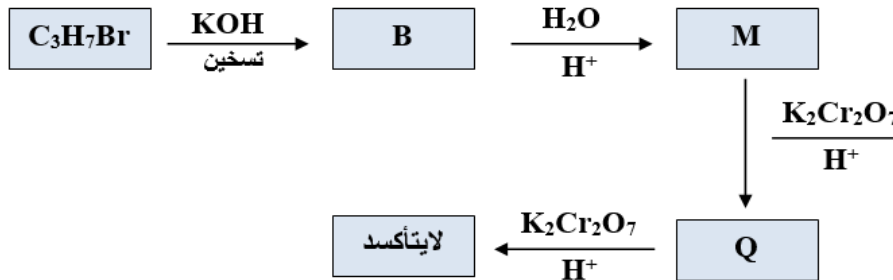 C₃H₇Br
KOH
تسخين
B
H₂O
H⁺
M
K₂Cr₂O₇
H⁺
Q
K₂Cr₂O₇
H⁺
لايتأكسد